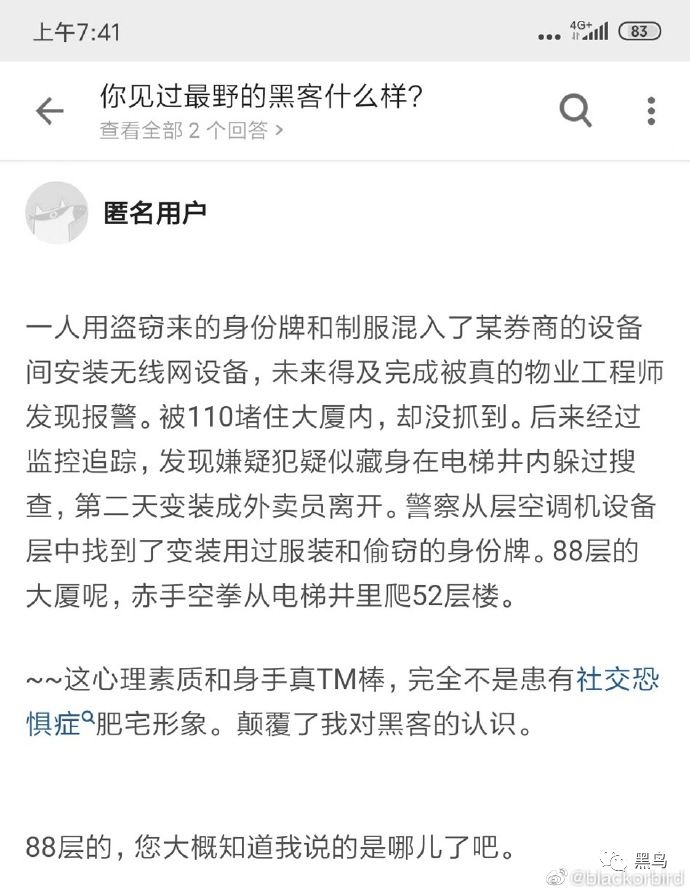 上午7:41
4G+
83
你见过最野的黑客什么样?
查看全部 2 个回答 >
匿名用户
一人用盗窃来的身份牌和制服混入了某券商的设备
间安装无线网设备，未来得及完成被真的物业工程师
发现报警。被110堵住大厦内，却没抓到。后来经过
监控追踪，发现嫌疑犯疑似藏身在电梯井内躲过搜
查，第二天变装成外卖员离开。警察从层空调机设备
层中找到了变装用过服装和偷窃的身份牌。88层的
大厦呢，赤手空拳从电梯井里爬52层楼。
~~这心理素质和身手真TM棒，完全不是患有社交恐
惧症肥宅形象。颠覆了我对黑客的认识。
88层的，您大概知道我说的是哪儿了吧。
黑鸟
@blackorbird